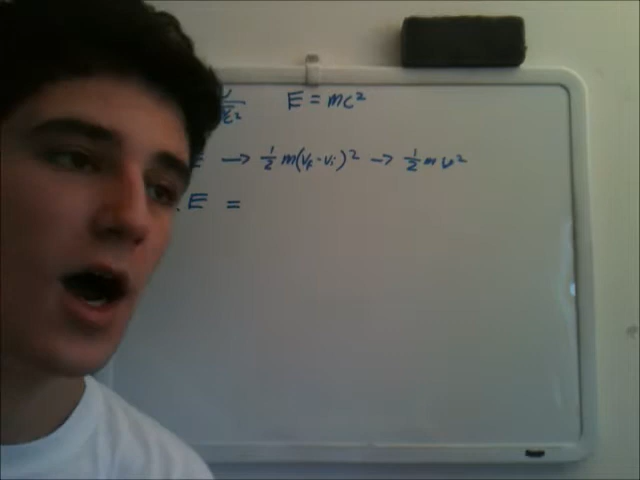 E = mc²
E → 1/2 m(v_f - v_i)² → 1/2 m v²
.E =